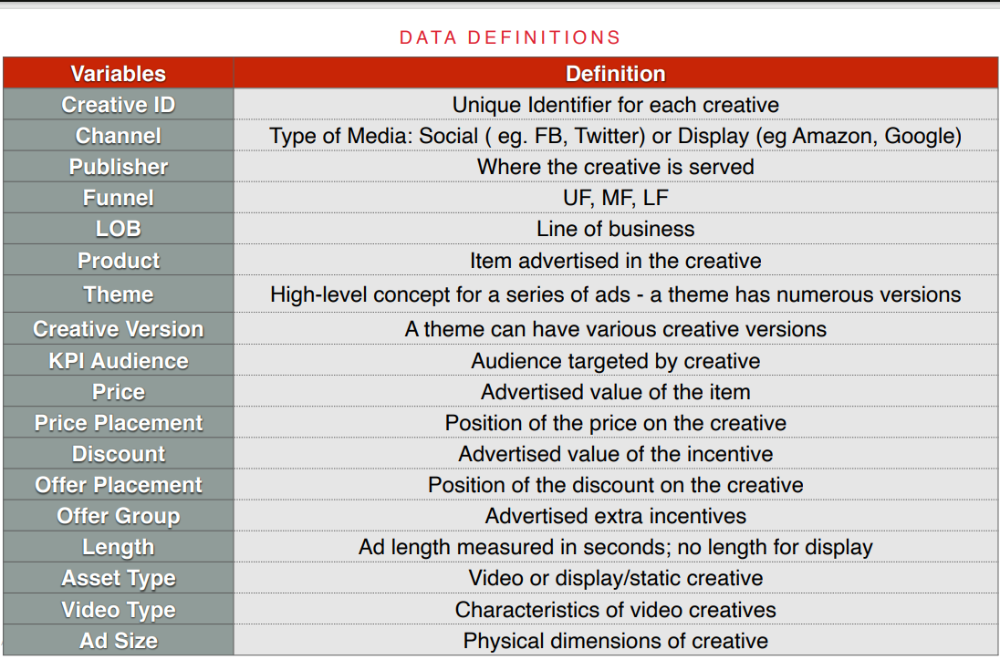 DATA DEFINITIONS
Variables Definition
Creative ID Unique Identifier for each creative
Channel Type of Media: Social ( eg. FB, Twitter) or Display (eg Amazon, Google)
Publisher Where the creative is served
Funnel UF, MF, LF
LOB Line of business
Product Item advertised in the creative
Theme High-level concept for a series of ads - a theme has numerous versions
Creative Version A theme can have various creative versions
KPI Audience Audience targeted by creative
Price Advertised value of the item
Price Placement Position of the price on the creative
Discount Advertised value of the incentive
Offer Placement Position of the discount on the creative
Offer Group Advertised extra incentives
Length Ad length measured in seconds; no length for display
Asset Type Video or display/static creative
Video Type Characteristics of video creatives
Ad Size Physical dimensions of creative